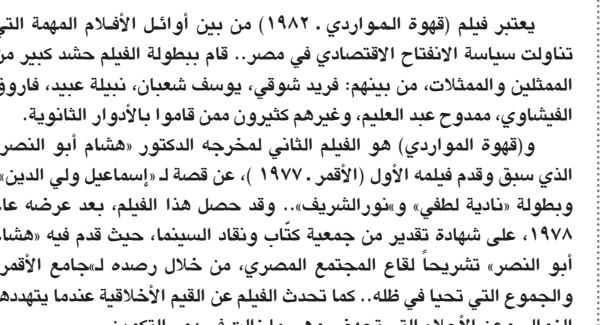 يعتبر فيلم (قهوة المواردي . ١٩٨٢) من بين أوائل الأفلام المهمة التي
تناولت سياسة الانفتاح الاقتصادي في مصر.. قام ببطولة الفيلم حشد كبير من
الممثلين والممثلات، من بينهم: فريد شوقي، يوسف شعبان، نبيلة عبيد، فاروق
الفيشاوي، ممدوح عبد العليم، وغيرهم كثيرون ممن قاموا بالأدوار الثانوية.
و(قهوة المواردي) هو الفيلم الثاني لمخرجه الدكتور «هشام أبو النصر»
الذي سبق وقدم فيلمه الأول (الأقمر . ١٩٧٧ )، عن قصة لـ «إسماعيل ولي الدين»
وبطولة «نادية لطفي» و«نورالشريف».. وقد حصل هذا الفيلم، بعد عرضه عام
١٩٧٨، على شهادة تقدير من جمعية كتّاب ونقاد السينما، حيث قدم فيه «هشام
أبو النصر» تشريحاً لقاع المجتمع المصري، من خلال رصده لـ«جامع الأقمر»
والجموع التي تحيا في ظله.. كما تحدث الفيلم عن القيم الأخلاقية عندما يتهددها